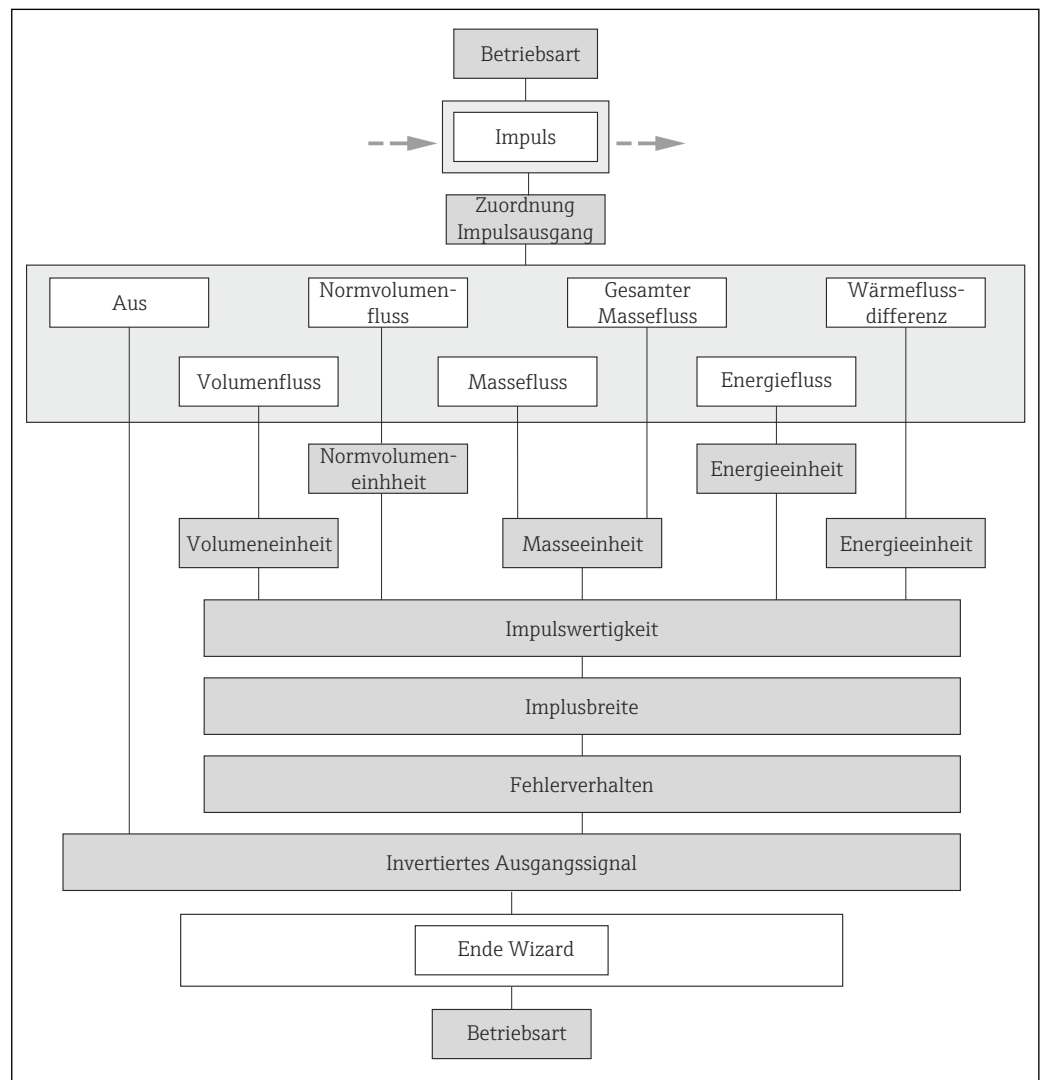 Betriebsart
Impuls
Zuordnung
Impulsausgang
Aus
Normvolumen-
fluss
Gesamter
Massefluss
Wärmefluss-
differenz
Volumenfluss
Massefluss
Energiefluss
Normvolumen-
einhheit
Energieeinheit
Volumeneinheit
Masseeinheit
Energieeinheit
Impulswertigkeit
Implusbreite
Fehlerverhalten
Invertiertes Ausgangssignal
Ende Wizard
Betriebsart